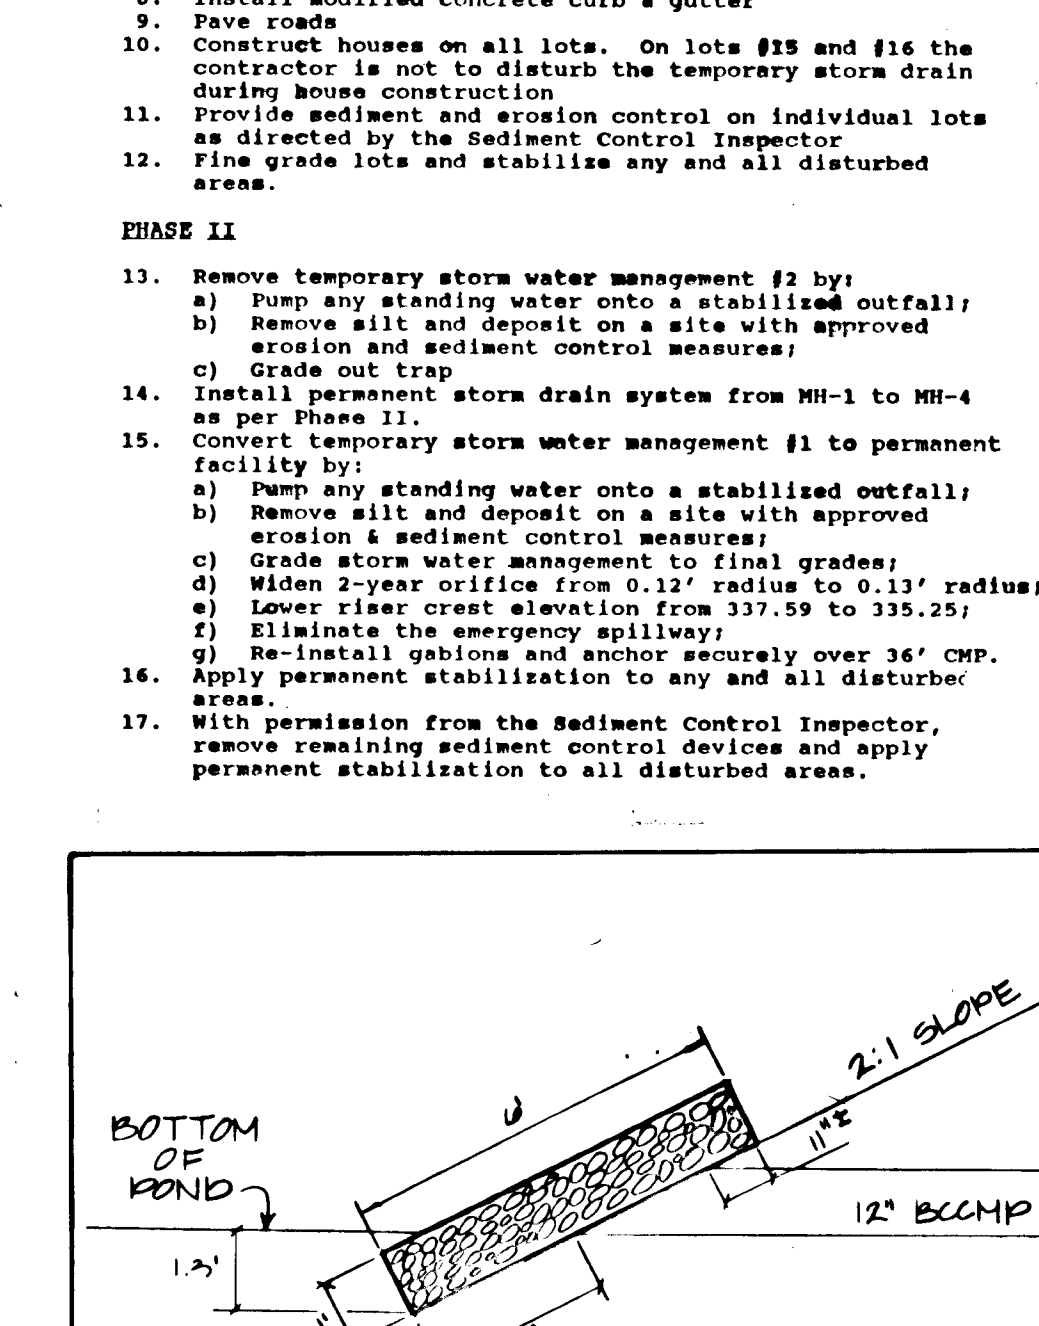 8. Install modified concrete curb & gutter
9. Pave roads
10. Construct houses on all lots. On lots #15 and #16 the
contractor is not to disturb the temporary storm drain
during house construction
11. Provide sediment and erosion control on individual lots
as directed by the Sediment Control Inspector
12. Fine grade lots and stabilize any and all disturbed
areas.
PHASE II
13. Remove temporary storm water management #2 by:
a) Pump any standing water onto a stabilized outfall;
b) Remove silt and deposit on a site with approved
erosion and sediment control measures;
c) Grade out trap
14. Install permanent storm drain system from MH-1 to MH-4
as per Phase II.
15. Convert temporary storm water management #1 to permanent
facility by:
a) Pump any standing water onto a stabilized outfall;
b) Remove silt and deposit on a site with approved
erosion & sediment control measures;
c) Grade storm water management to final grades;
d) Widen 2-year orifice from 0.12' radius to 0.13' radius;
e) Lower riser crest elevation from 337.59 to 335.25;
f) Eliminate the emergency spillway;
g) Re-install gabions and anchor securely over 36' CMP.
16. Apply permanent stabilization to any and all disturbed
areas.
17. With permission from the Sediment Control Inspector,
remove remaining sediment control devices and apply
permanent stabilization to all disturbed areas.
2:1 SLOPE
6'
11"±
BOTTOM
OF
POND
12" BCCMP
1.3'